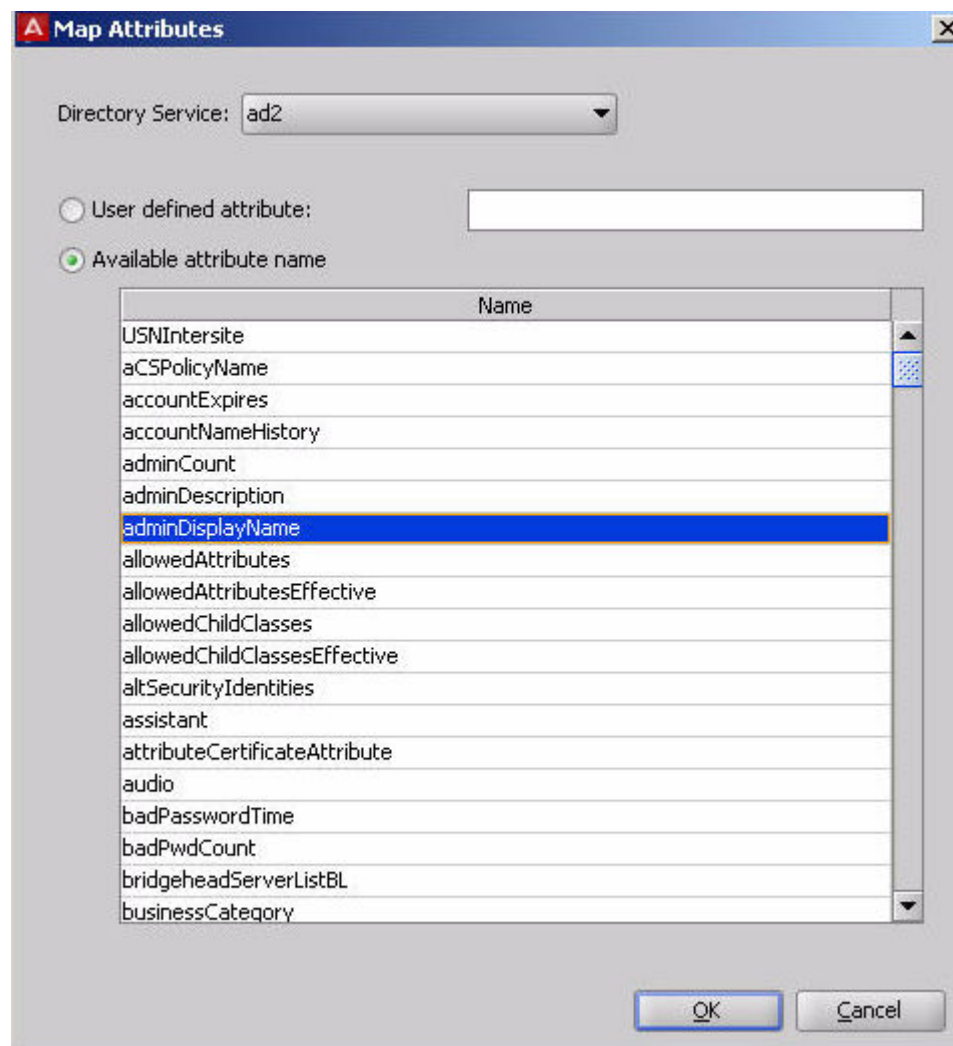 Map Attributes
Directory Service: ad2
User defined attribute:
Available attribute name
Name
USNIntersite
aCSPolicyName
accountExpires
accountNameHistory
adminCount
adminDescription
adminDisplayName
allowedAttributes
allowedAttributesEffective
allowedChildClasses
allowedChildClassesEffective
altSecurityIdentities
assistant
attributeCertificateAttribute
audio
badPasswordTime
badPwdCount
bridgeheadServerListBL
businessCategory
OK Cancel